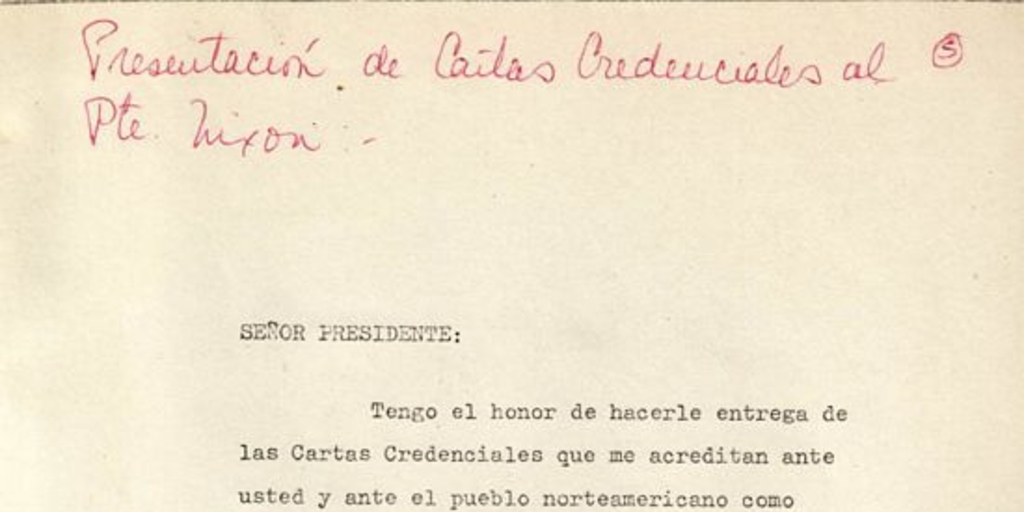 Presentación de Cartas Credenciales al ⑤
Pte. Nixon. -
SEÑOR PRESIDENTE:
Tengo el honor de hacerle entrega de
las Cartas Credenciales que me acreditan ante
usted y ante el pueblo norteamericano como